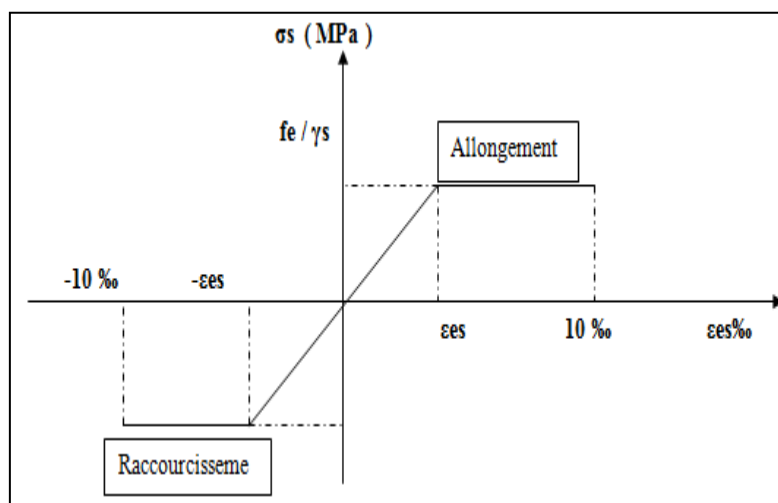 σs ( MPa )
fe / γs
Allongement
-10 ‰ -εes
εes 10 ‰ εes‰
Raccourcisseme